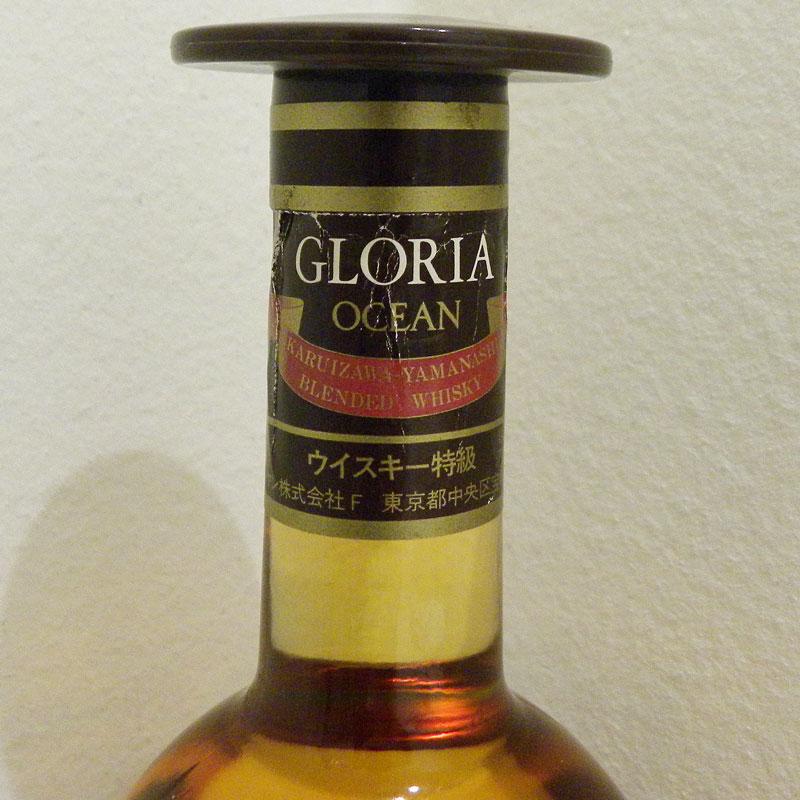 GLORIA
OCEAN
KARUIZAWA-YAMANASHI
BLENDED WHISKY
ウイスキー特級
ン株式会社F 東京都中央区